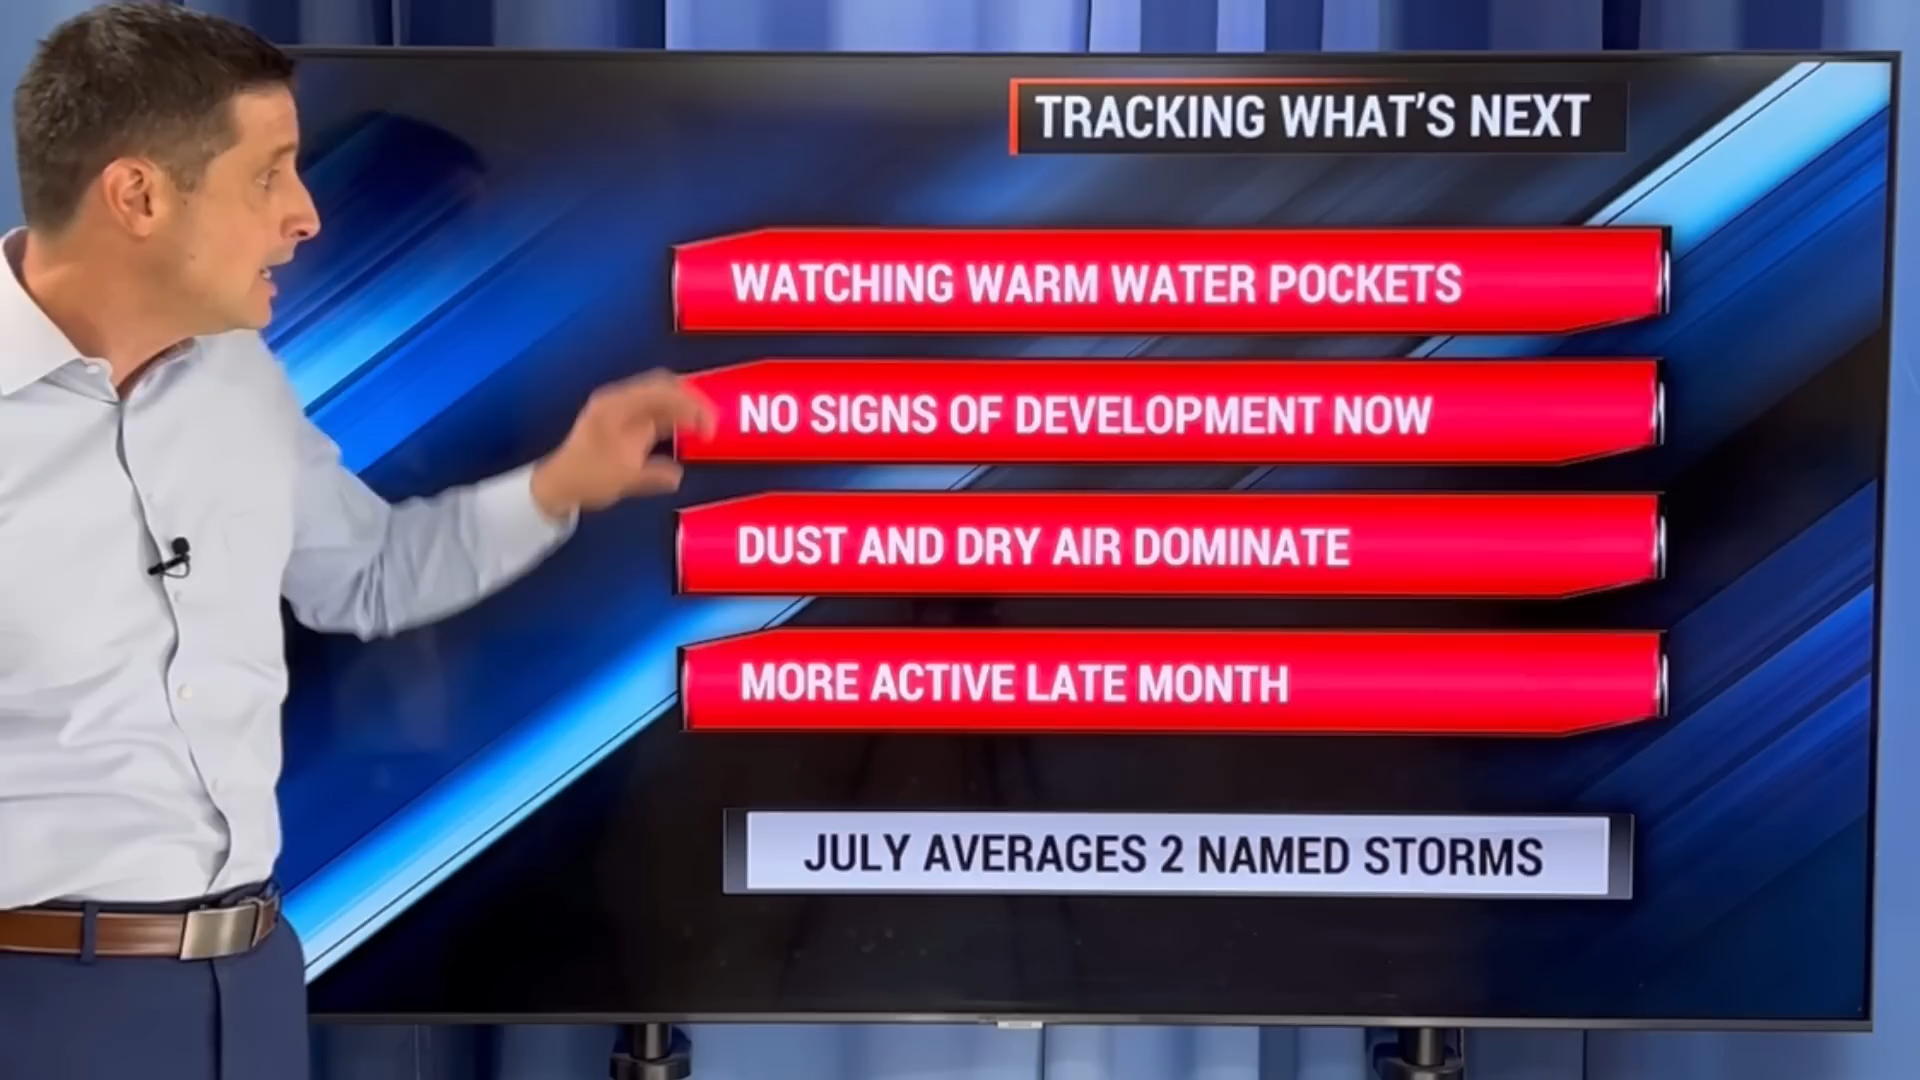 TRACKING WHAT'S NEXT
WATCHING WARM WATER POCKETS
NO SIGNS OF DEVELOPMENT NOW
DUST AND DRY AIR DOMINATE
MORE ACTIVE LATE MONTH
JULY AVERAGES 2 NAMED STORMS